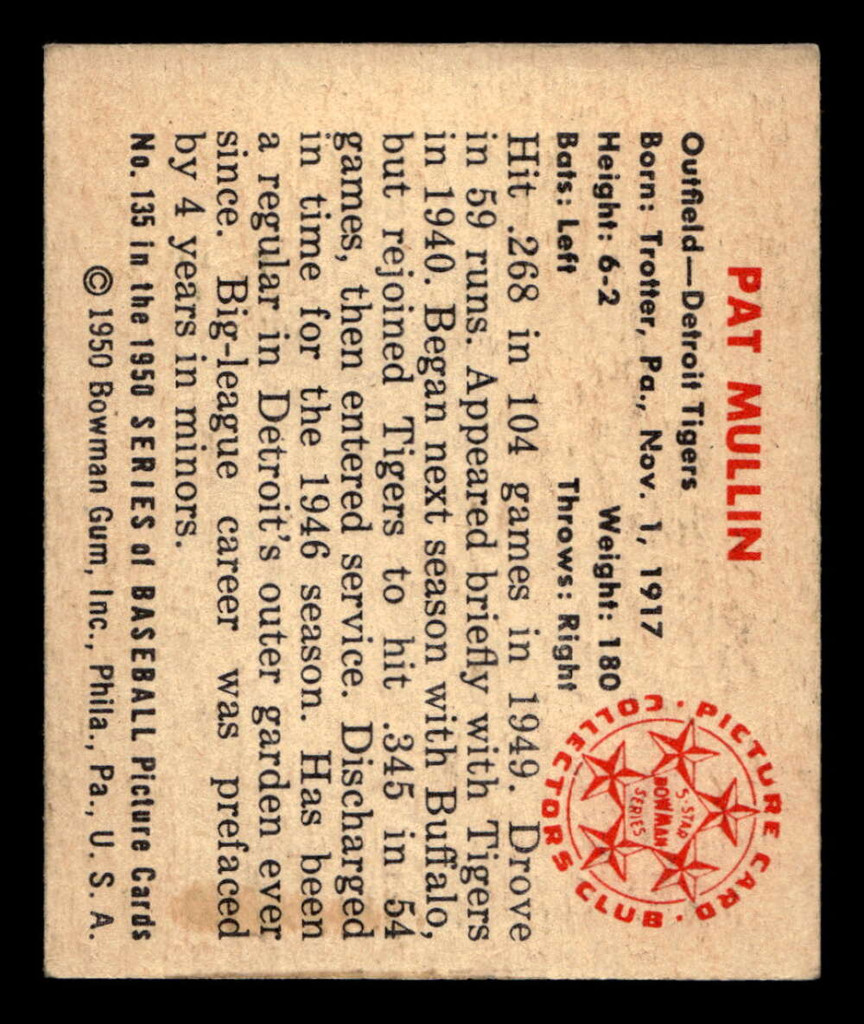 PAT MULLIN
Outfield—Detroit Tigers
Born: Trotter, Pa., Nov. 1, 1917
Height: 6-2 Weight: 180
Bats: Left Throws: Right
PICTURE CARD · COLLECTORS CLUB ·
5-STAR
BOWMAN
SERIES
Hit .268 in 104 games in 1949. Drove
in 59 runs. Appeared briefly with Tigers
in 1940. Began next season with Buffalo,
but rejoined Tigers to hit .345 in 54
games, then entered service. Discharged
in time for the 1946 season. Has been
a regular in Detroit's outer garden ever
since. Big-league career was prefaced
by 4 years in minors.
No. 135 in the 1950 SERIES of BASEBALL Picture Cards
© 1950 Bowman Gum, Inc., Phila., Pa., U. S. A.